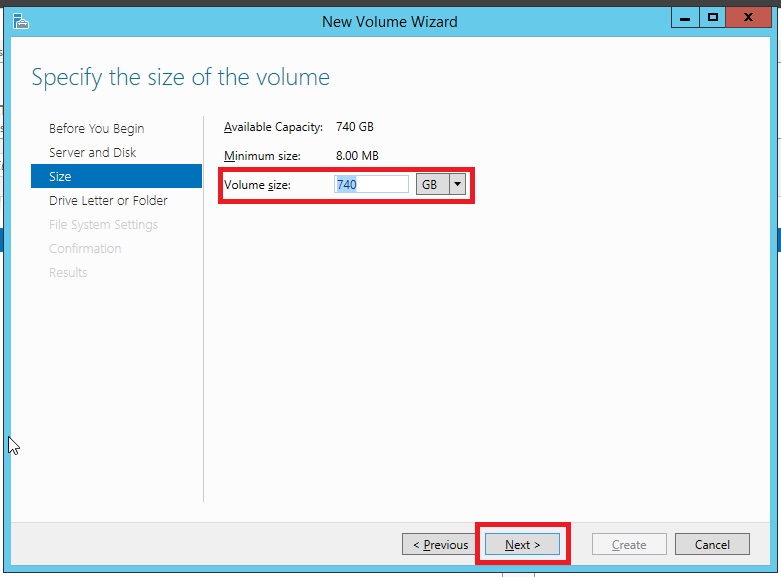 New Volume Wizard
Specify the size of the volume
Before You Begin
Server and Disk
Size
Drive Letter or Folder
File System Settings
Confirmation
Results
Available Capacity: 740 GB
Minimum size: 8.00 MB
Volume size: 740 GB
< Previous
Next >
Create
Cancel